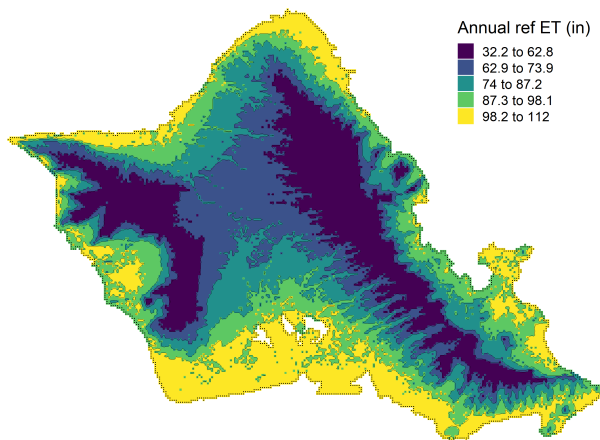 Annual ref ET (in)
32.2 to 62.8
62.9 to 73.9
74 to 87.2
87.3 to 98.1
98.2 to 112